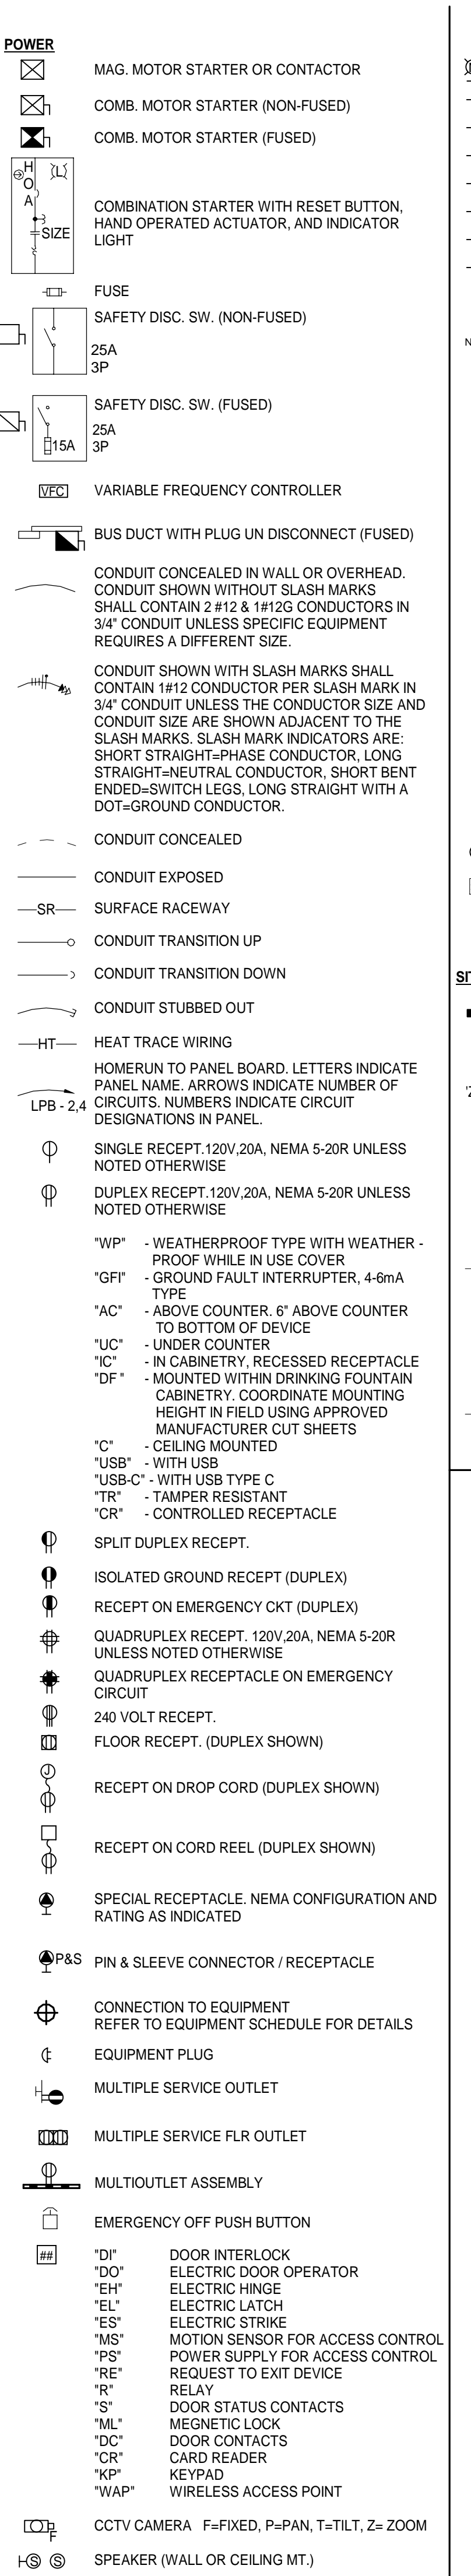 POWER
MAG. MOTOR STARTER OR CONTACTOR
COMB. MOTOR STARTER (NON-FUSED)
COMB. MOTOR STARTER (FUSED)
H
O
A
L
SIZE
COMBINATION STARTER WITH RESET BUTTON,
HAND OPERATED ACTUATOR, AND INDICATOR
LIGHT
FUSE
SAFETY DISC. SW. (NON-FUSED)
25A
3P
SAFETY DISC. SW. (FUSED)
25A
15A 3P
VFC VARIABLE FREQUENCY CONTROLLER
BUS DUCT WITH PLUG UN DISCONNECT (FUSED)
CONDUIT CONCEALED IN WALL OR OVERHEAD.
CONDUIT SHOWN WITHOUT SLASH MARKS
SHALL CONTAIN 2 #12 & 1#12G CONDUCTORS IN
3/4" CONDUIT UNLESS SPECIFIC EQUIPMENT
REQUIRES A DIFFERENT SIZE.
CONDUIT SHOWN WITH SLASH MARKS SHALL
CONTAIN 1#12 CONDUCTOR PER SLASH MARK IN
3/4" CONDUIT UNLESS THE CONDUCTOR SIZE AND
CONDUIT SIZE ARE SHOWN ADJACENT TO THE
SLASH MARKS. SLASH MARK INDICATORS ARE:
SHORT STRAIGHT=PHASE CONDUCTOR, LONG
STRAIGHT=NEUTRAL CONDUCTOR, SHORT BENT
ENDED=SWITCH LEGS, LONG STRAIGHT WITH A
DOT=GROUND CONDUCTOR.
CONDUIT CONCEALED
CONDUIT EXPOSED
SR SURFACE RACEWAY
CONDUIT TRANSITION UP
CONDUIT TRANSITION DOWN
CONDUIT STUBBED OUT
HT HEAT TRACE WIRING
HOMERUN TO PANEL BOARD. LETTERS INDICATE
PANEL NAME. ARROWS INDICATE NUMBER OF
LPB - 2,4 CIRCUITS. NUMBERS INDICATE CIRCUIT
DESIGNATIONS IN PANEL.
SINGLE RECEPT.120V,20A, NEMA 5-20R UNLESS
NOTED OTHERWISE
DUPLEX RECEPT.120V,20A, NEMA 5-20R UNLESS
NOTED OTHERWISE
"WP" - WEATHERPROOF TYPE WITH WEATHER -
PROOF WHILE IN USE COVER
"GFI" - GROUND FAULT INTERRUPTER, 4-6mA
TYPE
"AC" - ABOVE COUNTER. 6" ABOVE COUNTER
TO BOTTOM OF DEVICE
"UC" - UNDER COUNTER
"IC" - IN CABINETRY, RECESSED RECEPTACLE
"DF" - MOUNTED WITHIN DRINKING FOUNTAIN
CABINETRY. COORDINATE MOUNTING
HEIGHT IN FIELD USING APPROVED
MANUFACTURER CUT SHEETS
"C" - CEILING MOUNTED
"USB" - WITH USB
"USB-C" - WITH USB TYPE C
"TR" - TAMPER RESISTANT
"CR" - CONTROLLED RECEPTACLE
SPLIT DUPLEX RECEPT.
ISOLATED GROUND RECEPT (DUPLEX)
RECEPT ON EMERGENCY CKT (DUPLEX)
QUADRUPLEX RECEPT. 120V,20A, NEMA 5-20R
UNLESS NOTED OTHERWISE
QUADRUPLEX RECEPTACLE ON EMERGENCY
CIRCUIT
240 VOLT RECEPT.
FLOOR RECEPT. (DUPLEX SHOWN)
J
RECEPT ON DROP CORD (DUPLEX SHOWN)
RECEPT ON CORD REEL (DUPLEX SHOWN)
SPECIAL RECEPTACLE. NEMA CONFIGURATION AND
RATING AS INDICATED
P&S PIN & SLEEVE CONNECTOR / RECEPTACLE
CONNECTION TO EQUIPMENT
REFER TO EQUIPMENT SCHEDULE FOR DETAILS
EQUIPMENT PLUG
MULTIPLE SERVICE OUTLET
MULTIPLE SERVICE FLR OUTLET
MULTIOUTLET ASSEMBLY
EMERGENCY OFF PUSH BUTTON
## "DI" DOOR INTERLOCK
"DO" ELECTRIC DOOR OPERATOR
"EH" ELECTRIC HINGE
"EL" ELECTRIC LATCH
"ES" ELECTRIC STRIKE
"MS" MOTION SENSOR FOR ACCESS CONTROL
"PS" POWER SUPPLY FOR ACCESS CONTROL
"RE" REQUEST TO EXIT DEVICE
"R" RELAY
"S" DOOR STATUS CONTACTS
"ML" MEGNETIC LOCK
"DC" DOOR CONTACTS
"CR" CARD READER
"KP" KEYPAD
"WAP" WIRELESS ACCESS POINT
CCTV CAMERA F=FIXED, P=PAN, T=TILT, Z= ZOOM
F
S S SPEAKER (WALL OR CEILING MT.)
N
SI
'Z